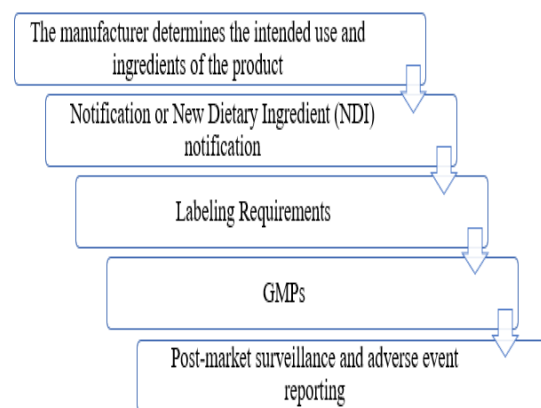 The manufacturer determines the intended use and
ingredients of the product
Notification or New Dietary Ingredient (NDI)
notification
Labeling Requirements
GMPs
Post-market surveillance and adverse event
reporting